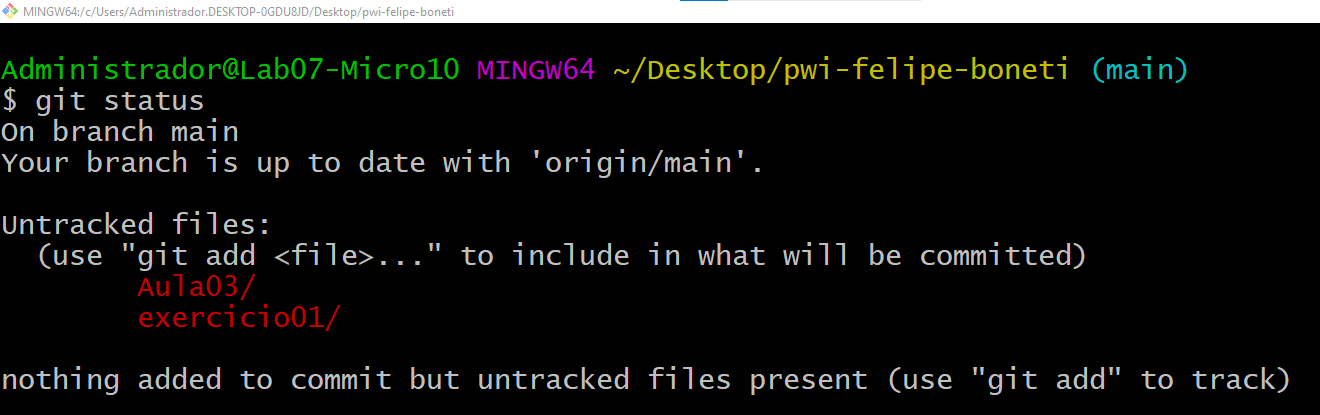 MINGW64:/c/Users/Administrador.DESKTOP-0GDU8JD/Desktop/pwi-felipe-boneti
Administrador@Lab07-Micro10 MINGW64 ~/Desktop/pwi-felipe-boneti (main)
$ git status
On branch main
Your branch is up to date with 'origin/main'.
Untracked files:
(use "git add <file>..." to include in what will be committed)
Aula03/
exercicio01/
nothing added to commit but untracked files present (use "git add" to track)